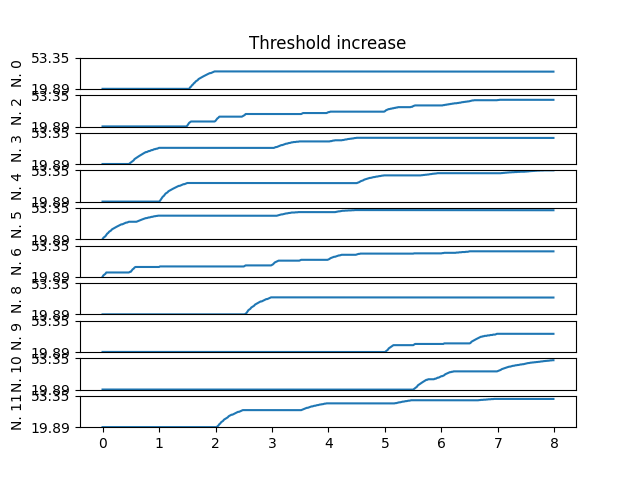 Threshold increase
53.35
N. 0
19.89
53.35
N. 2
19.89
53.35
N. 3
19.89
53.35
N. 4
19.89
53.35
N. 5
19.89
53.35
N. 6
19.89
53.35
N. 8
19.89
53.35
N. 9
19.89
53.35
N. 10
19.89
53.35
N. 11
19.89
0 1 2 3 4 5 6 7 8